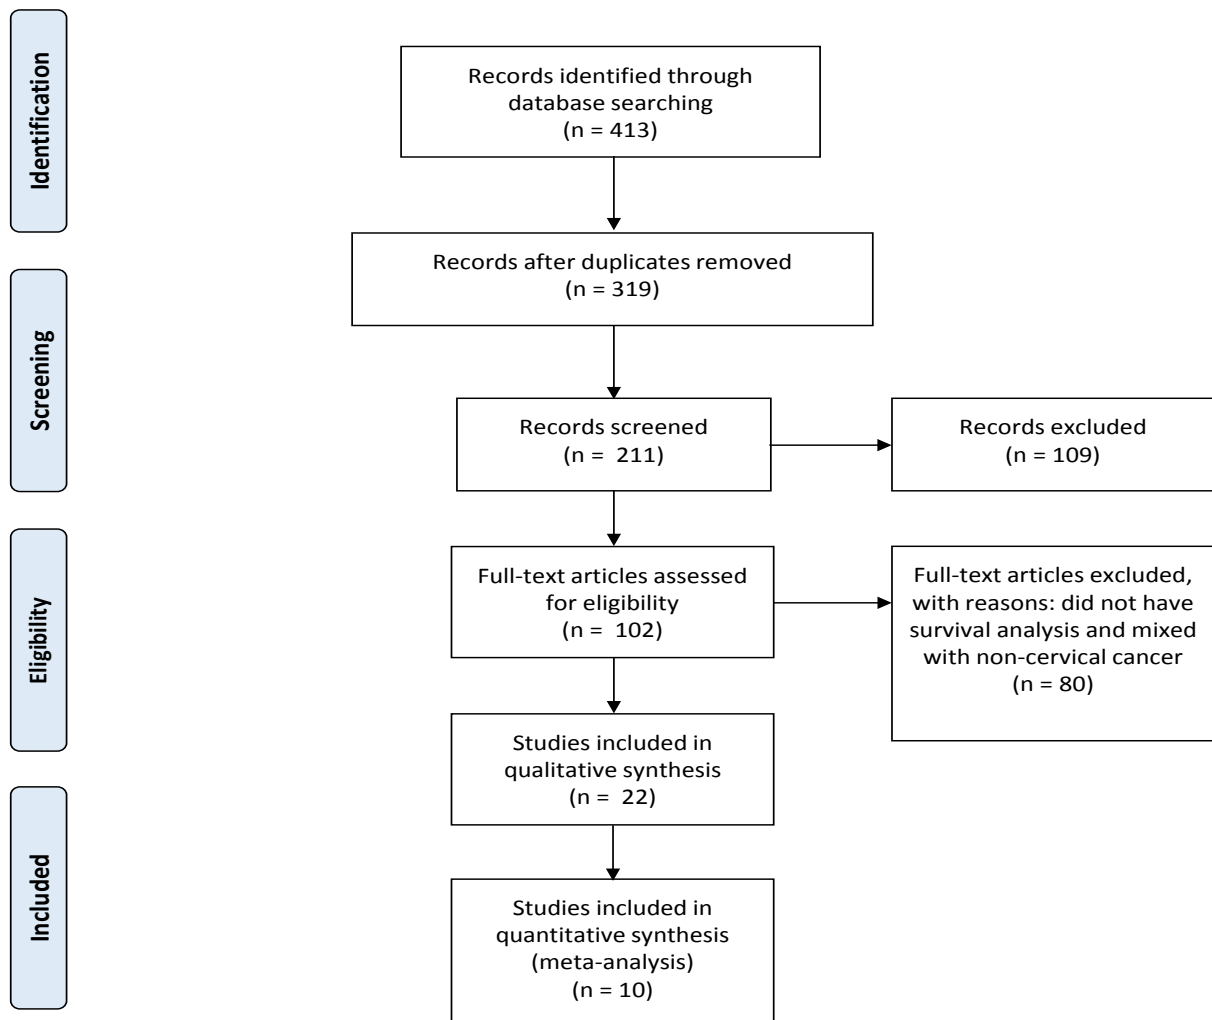 Identification
Records identified through
database searching
(n = 413)
Records after duplicates removed
(n = 319)
Screening
Records screened
(n = 211)
Records excluded
(n = 109)
Eligibility
Full-text articles assessed
for eligibility
(n = 102)
Full-text articles excluded,
with reasons: did not have
survival analysis and mixed
with non-cervical cancer
(n = 80)
Studies included in
qualitative synthesis
(n = 22)
Included
Studies included in
quantitative synthesis
(meta-analysis)
(n = 10)